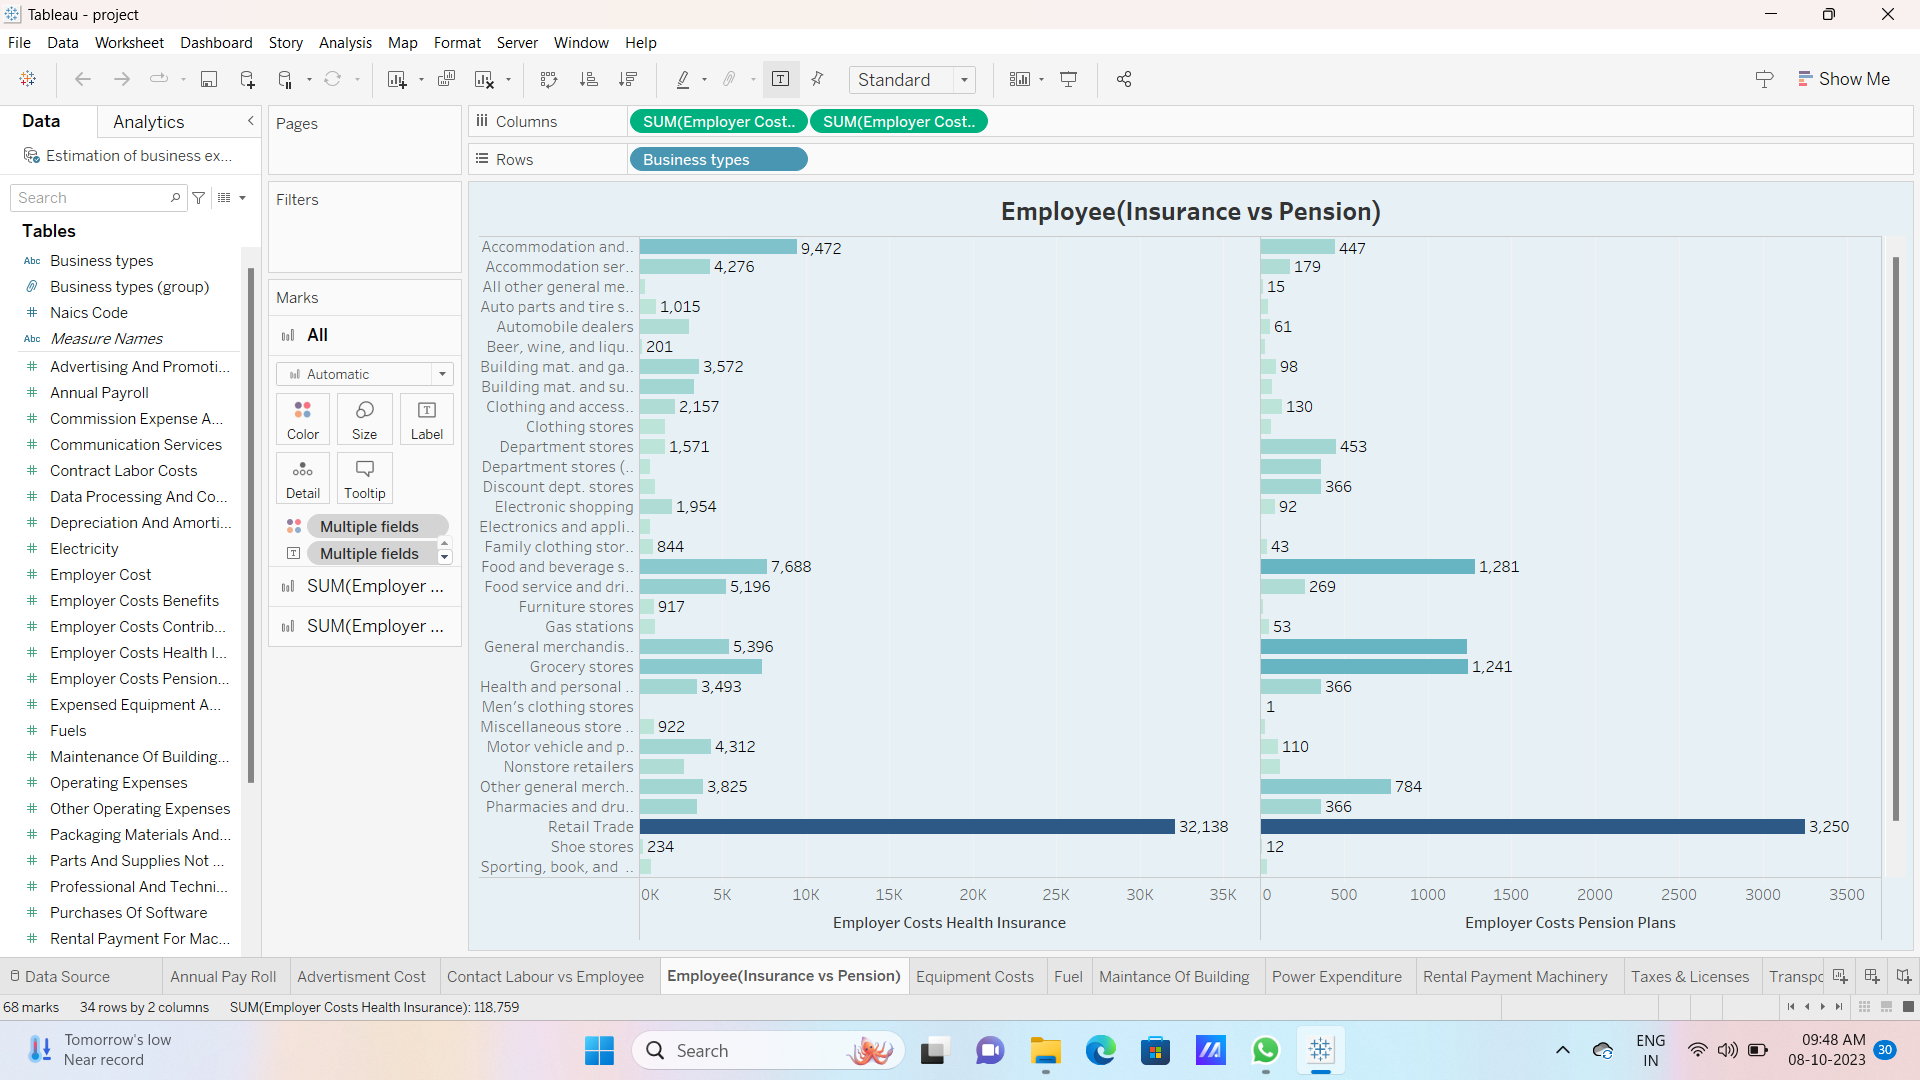 Tableau - project
File Data Worksheet Dashboard Story Analysis Map Format Server Window Help
Standard
Show Me
Data Analytics
Estimation of business ex...
Search
Tables
Abc Business types
Business types (group)
# Naics Code
Abc Measure Names
# Advertising And Promoti...
# Annual Payroll
# Commission Expense A...
# Communication Services
# Contract Labor Costs
# Data Processing And Co...
# Depreciation And Amorti...
# Electricity
# Employer Cost
# Employer Costs Benefits
# Employer Costs Contrib...
# Employer Costs Health I...
# Employer Costs Pension...
# Expensed Equipment A...
# Fuels
# Maintenance Of Building...
# Operating Expenses
# Other Operating Expenses
# Packaging Materials And...
# Parts And Supplies Not ...
# Professional And Techni...
# Purchases Of Software
# Rental Payment For Mac...
Pages
Filters
Marks
All
Automatic
Color Size Label
Detail Tooltip
Multiple fields
Multiple fields
SUM(Employer ...
SUM(Employer ...
Columns SUM(Employer Cost.. SUM(Employer Cost..
Rows Business types
Employee(Insurance vs Pension)
Accommodation and.. 9,472 447
Accommodation ser.. 4,276 179
All other general me.. 15
Auto parts and tire s.. 1,015
Automobile dealers 61
Beer, wine, and liqu.. 201
Building mat. and ga.. 3,572 98
Building mat. and su..
Clothing and access.. 2,157 130
Clothing stores
Department stores 1,571 453
Department stores (..
Discount dept. stores 366
Electronic shopping 1,954 92
Electronics and appli..
Family clothing stor.. 844 43
Food and beverage s.. 7,688 1,281
Food service and dri.. 5,196 269
Furniture stores 917
Gas stations 53
General merchandis.. 5,396
Grocery stores 1,241
Health and personal .. 3,493 366
Men’s clothing stores 1
Miscellaneous store .. 922
Motor vehicle and p.. 4,312 110
Nonstore retailers
Other general merch.. 3,825 784
Pharmacies and dru.. 366
Retail Trade 32,138 3,250
Shoe stores 234 12
Sporting, book, and ..
0K 5K 10K 15K 20K 25K 30K 35K 0 500 1000 1500 2000 2500 3000 3500
Employer Costs Health Insurance Employer Costs Pension Plans
Data Source Annual Pay Roll Advertisment Cost Contact Labour vs Employee Employee(Insurance vs Pension) Equipment Costs Fuel Maintance Of Building Power Expenditure Rental Payment Machinery Taxes & Licenses Transpo
68 marks 34 rows by 2 columns SUM(Employer Costs Health Insurance): 118.759
Tomorrow's low
Near record
Search
ENG
IN
09:48 AM
08-10-2023
30